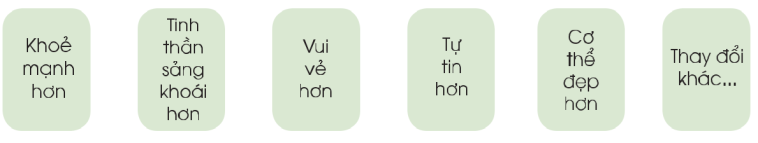 Khoẻ
mạnh
hơn
Tinh
thần
sảng
khoái
hơn
Vui
vẻ
hơn
Tự
tin
hơn
Cơ
thể
đẹp
hơn
Thay đổi
khác...